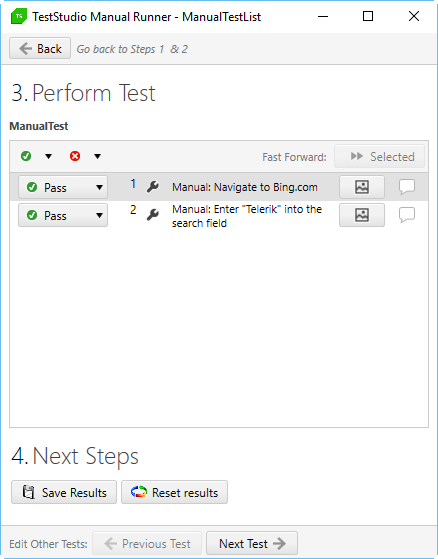 TS TestStudio Manual Runner - ManualTestList
Back Go back to Steps 1 & 2
3. Perform Test
ManualTest
Fast Forward: Selected
Pass 1 Manual: Navigate to Bing.com
Pass 2 Manual: Enter "Telerik" into the
search field
4. Next Steps
Save Results Reset results
Edit Other Tests: Previous Test Next Test